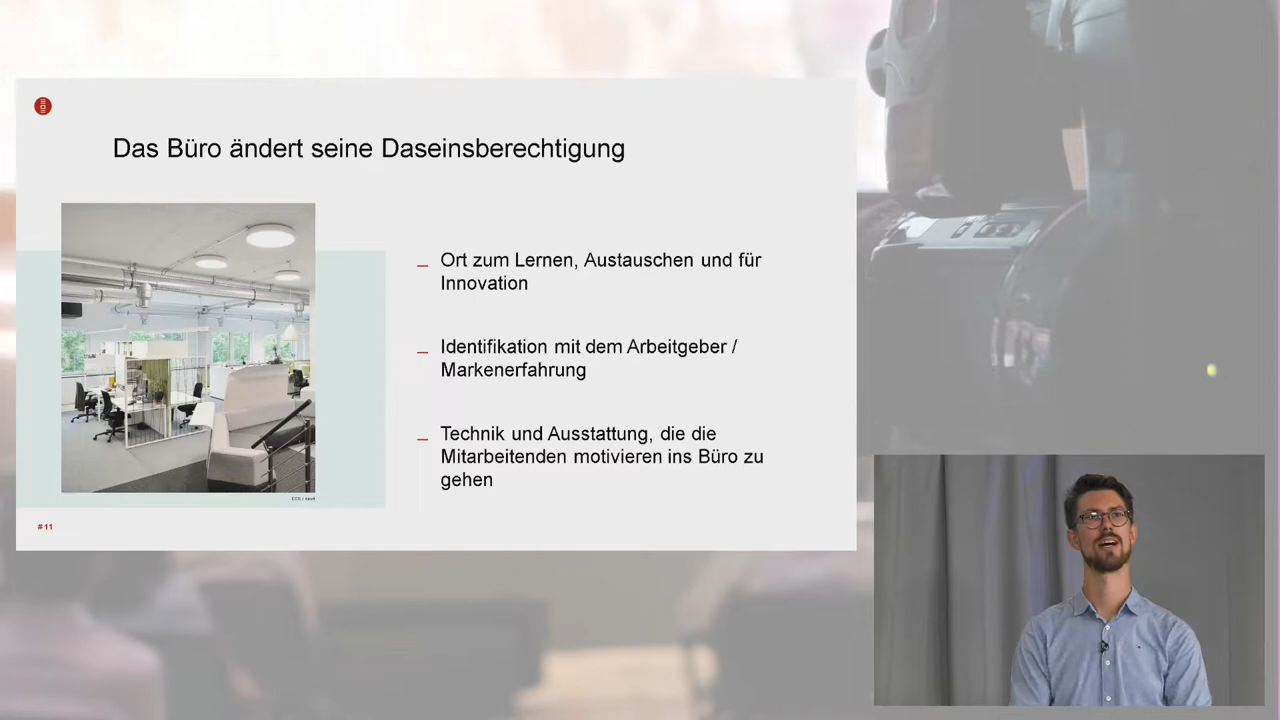 Das Büro ändert seine Daseinsberechtigung
_ Ort zum Lernen, Austauschen und für
Innovation
_ Identifikation mit dem Arbeitgeber /
Markenerfahrung
_ Technik und Ausstattung, die die
Mitarbeitenden motivieren ins Büro zu
gehen
#11